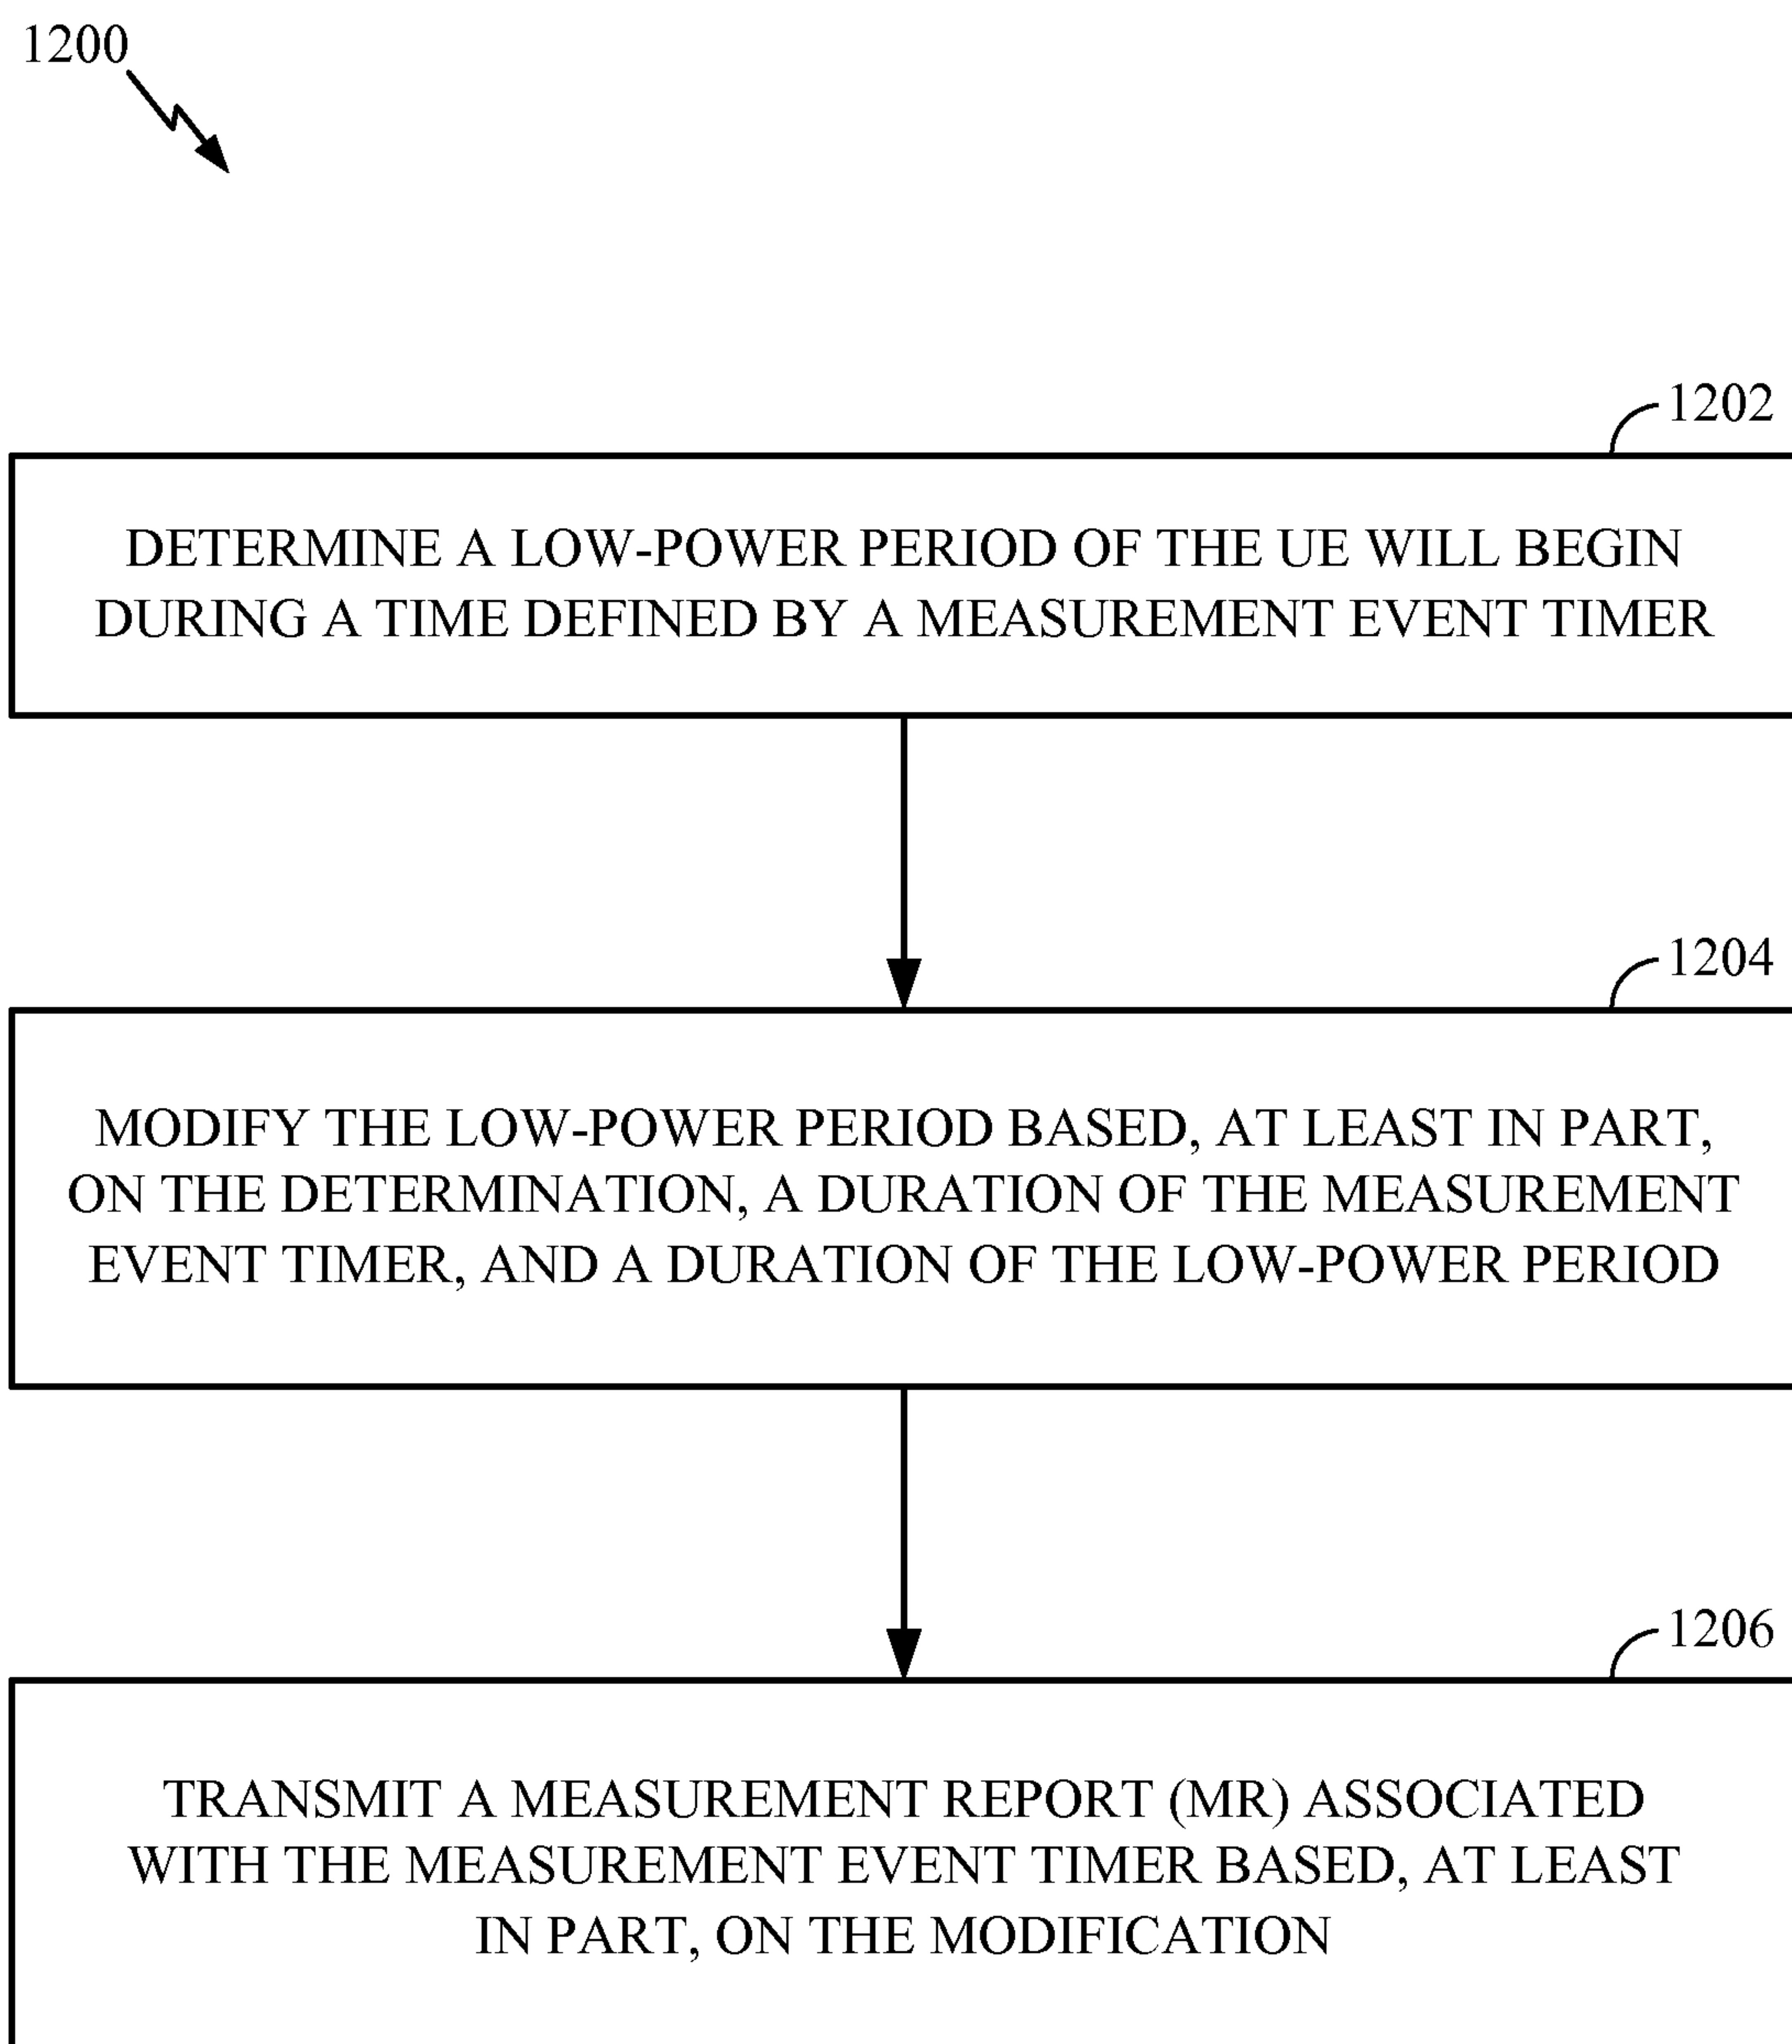 1200
1202
DETERMINE A LOW-POWER PERIOD OF THE UE WILL BEGIN
DURING A TIME DEFINED BY A MEASUREMENT EVENT TIMER
1204
MODIFY THE LOW-POWER PERIOD BASED, AT LEAST IN PART,
ON THE DETERMINATION, A DURATION OF THE MEASUREMENT
EVENT TIMER, AND A DURATION OF THE LOW-POWER PERIOD
1206
TRANSMIT A MEASUREMENT REPORT (MR) ASSOCIATED
WITH THE MEASUREMENT EVENT TIMER BASED, AT LEAST
IN PART, ON THE MODIFICATION